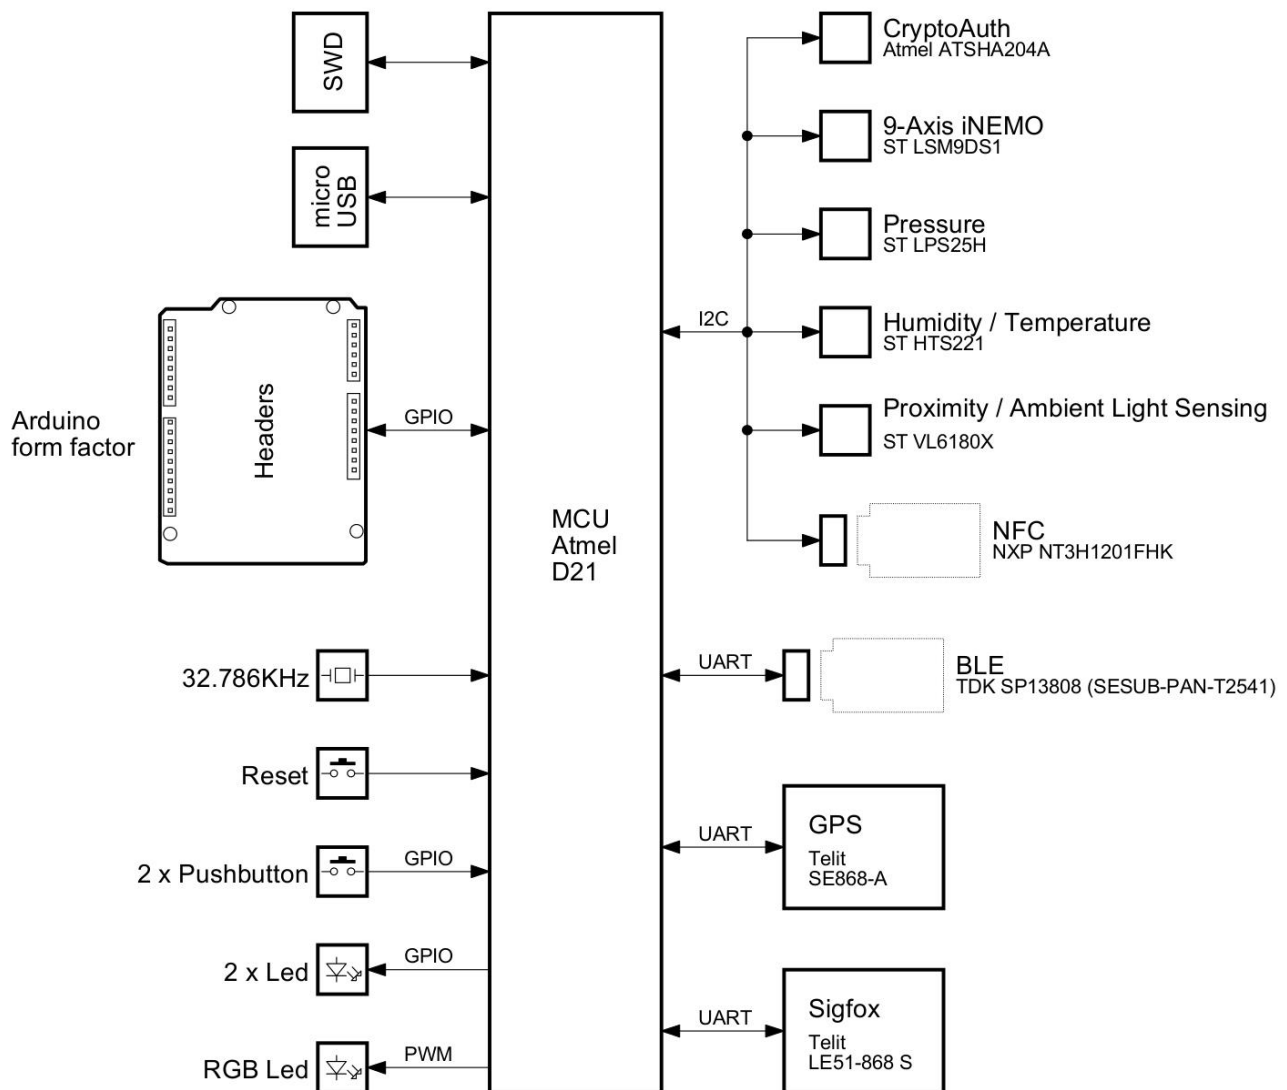 SWD
micro
USB
Arduino
form factor
Headers
GPIO
32.786KHz
Reset
2 x Pushbutton
GPIO
2 x Led
GPIO
RGB Led
PWM
MCU
Atmel
D21
I2C
CryptoAuth
Atmel ATSHA204A
9-Axis iNEMO
ST LSM9DS1
Pressure
ST LPS25H
Humidity / Temperature
ST HTS221
Proximity / Ambient Light Sensing
ST VL6180X
NFC
NXP NT3H1201FHK
UART
BLE
TDK SP13808 (SESUB-PAN-T2541)
UART
GPS
Telit
SE868-A
UART
Sigfox
Telit
LE51-868 S